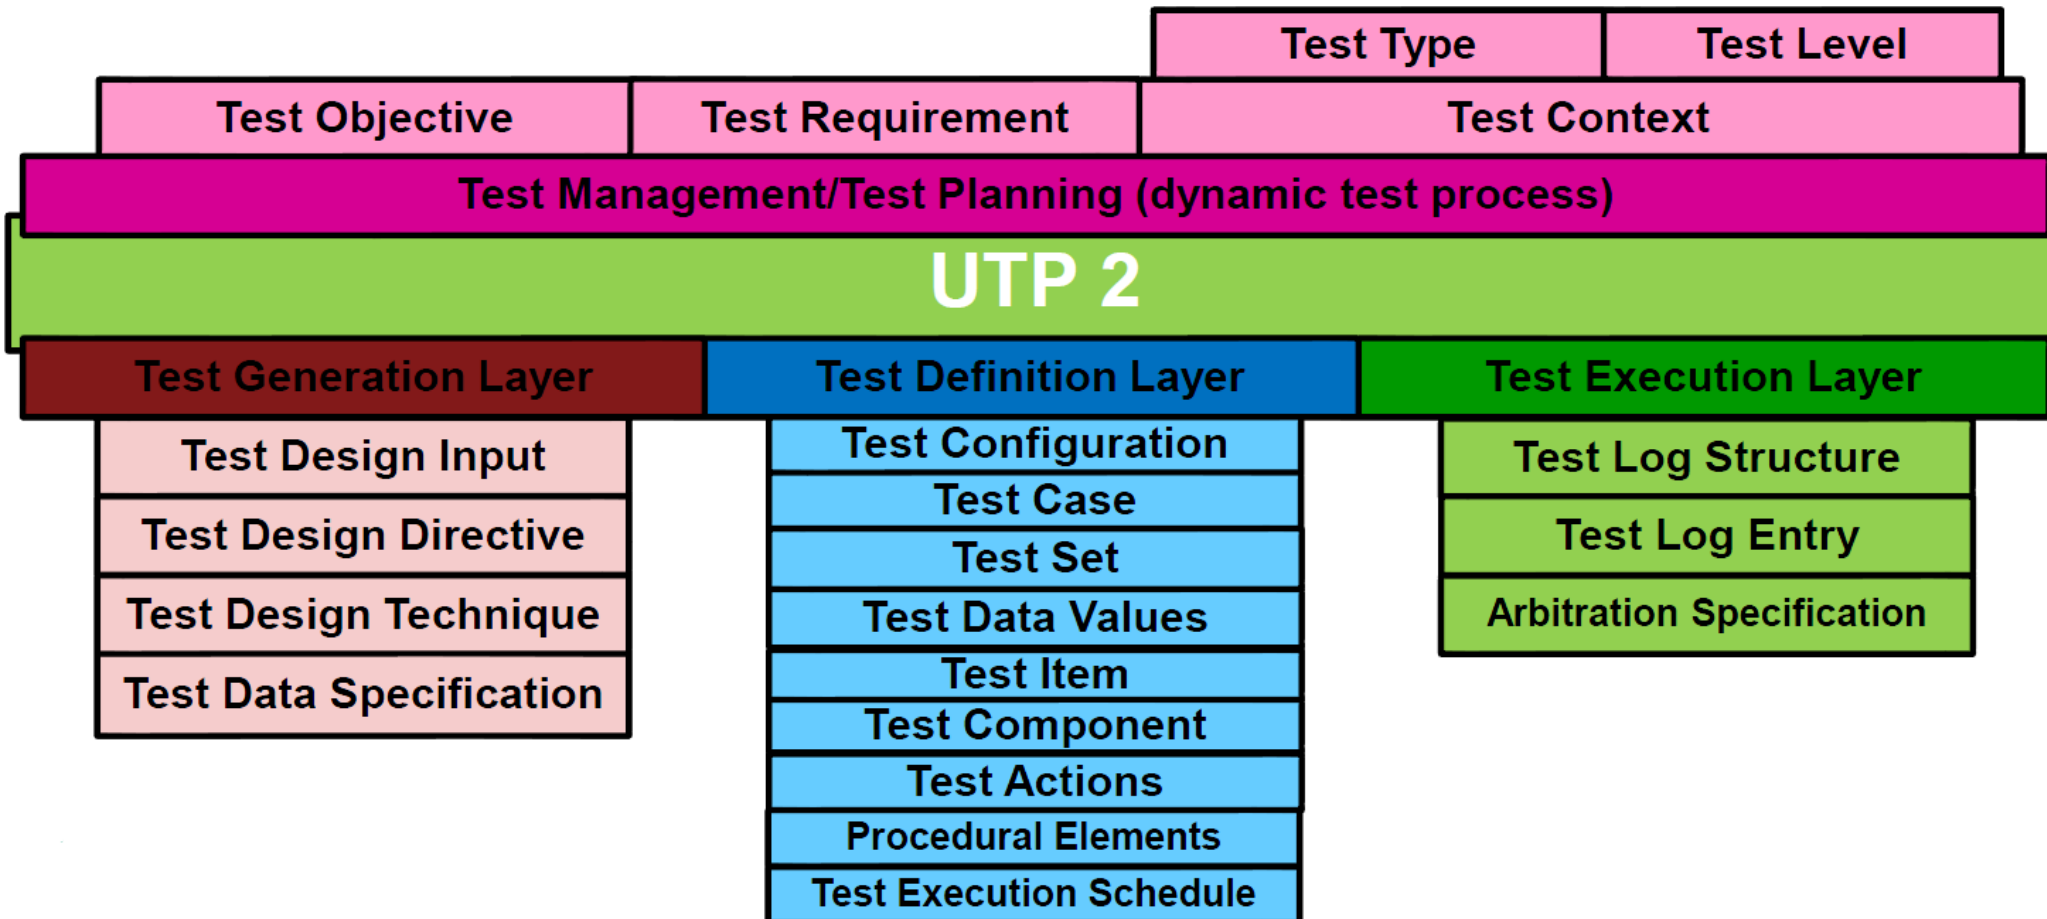 Test Type
Test Level
Test Objective
Test Requirement
Test Context
Test Management/Test Planning (dynamic test process)
UTP 2
Test Generation Layer
Test Definition Layer
Test Execution Layer
Test Design Input
Test Design Directive
Test Design Technique
Test Data Specification
Test Configuration
Test Case
Test Set
Test Data Values
Test Item
Test Component
Test Actions
Procedural Elements
Test Execution Schedule
Test Log Structure
Test Log Entry
Arbitration Specification